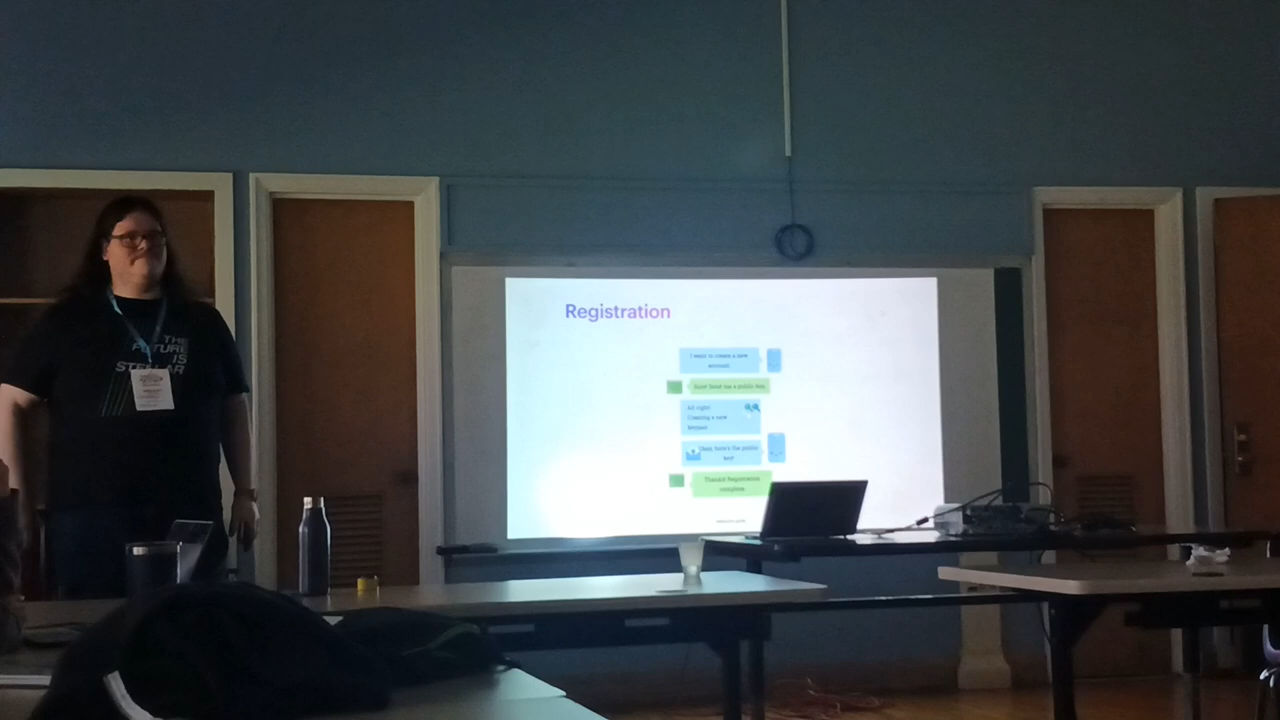 THE
FUTURE
IS
STELLAR
Registration
I want to create a new
account
Sure! Send me a public key
All right!
Creating a new
keypair
Okay, here's the public
key!
Thanks! Registration
complete